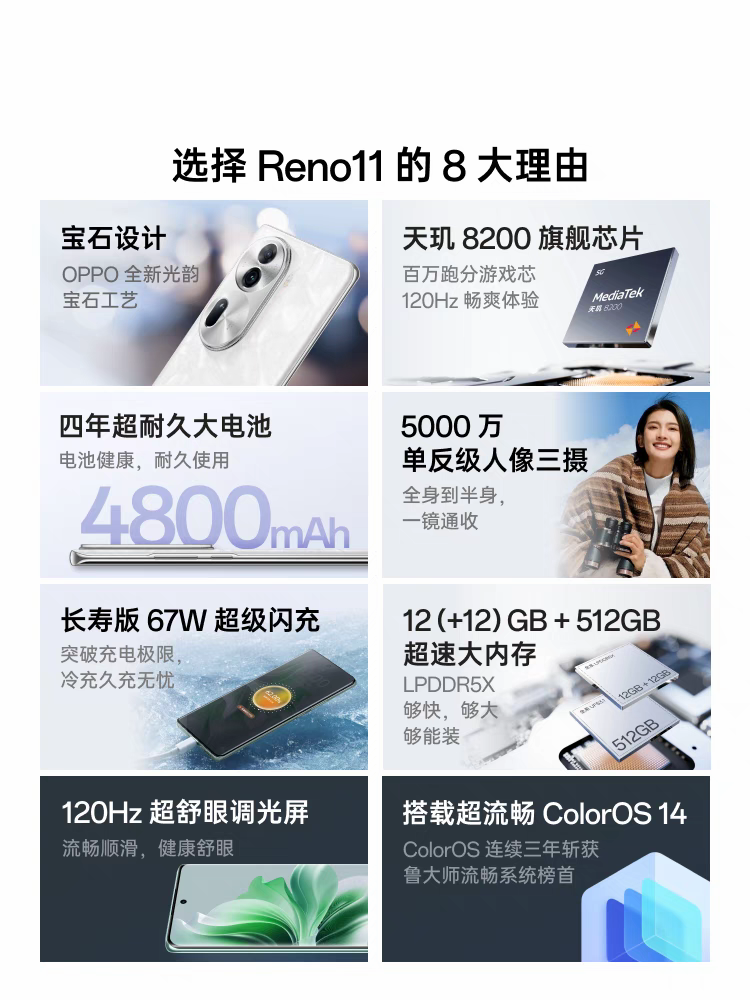 选择 Reno11 的 8 大理由
宝石设计
OPPO 全新光韵
宝石工艺
天玑 8200 旗舰芯片
百万跑分游戏芯
120Hz 畅爽体验
5G
MediaTek
天玑 8200
四年超耐久大电池
电池健康，耐久使用
4800mAh
5000 万
单反级人像三摄
全身到半身，
一镜通收
长寿版 67W 超级闪充
突破充电极限，
冷充久充无忧
12 (+12) GB + 512GB
超速大内存
LPDDR5X
够快，够大
够能装
LPDDR5X
12GB + 12GB
512GB
120Hz 超舒眼调光屏
流畅顺滑，健康舒眼
搭载超流畅 ColorOS 14
ColorOS 连续三年斩获
鲁大师流畅系统榜首